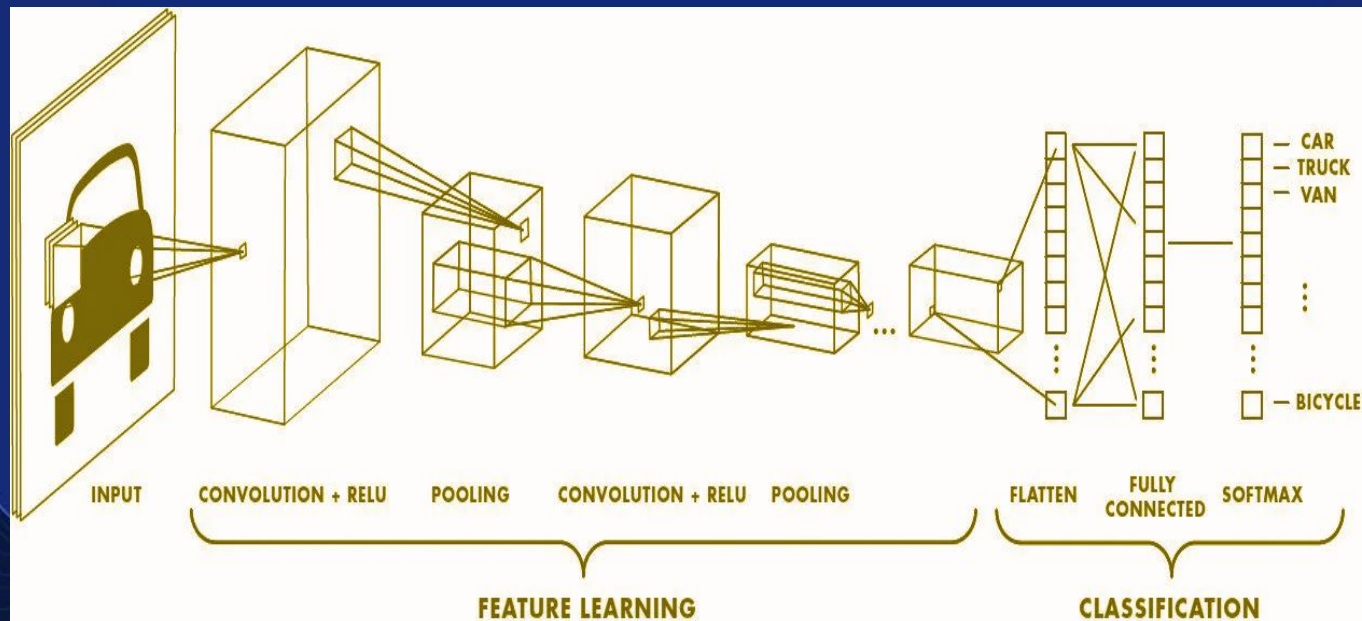 CAR
TRUCK
VAN
BICYCLE
INPUT
CONVOLUTION + RELU
POOLING
CONVOLUTION + RELU
POOLING
FLATTEN
FULLY
CONNECTED
SOFTMAX
FEATURE LEARNING
CLASSIFICATION